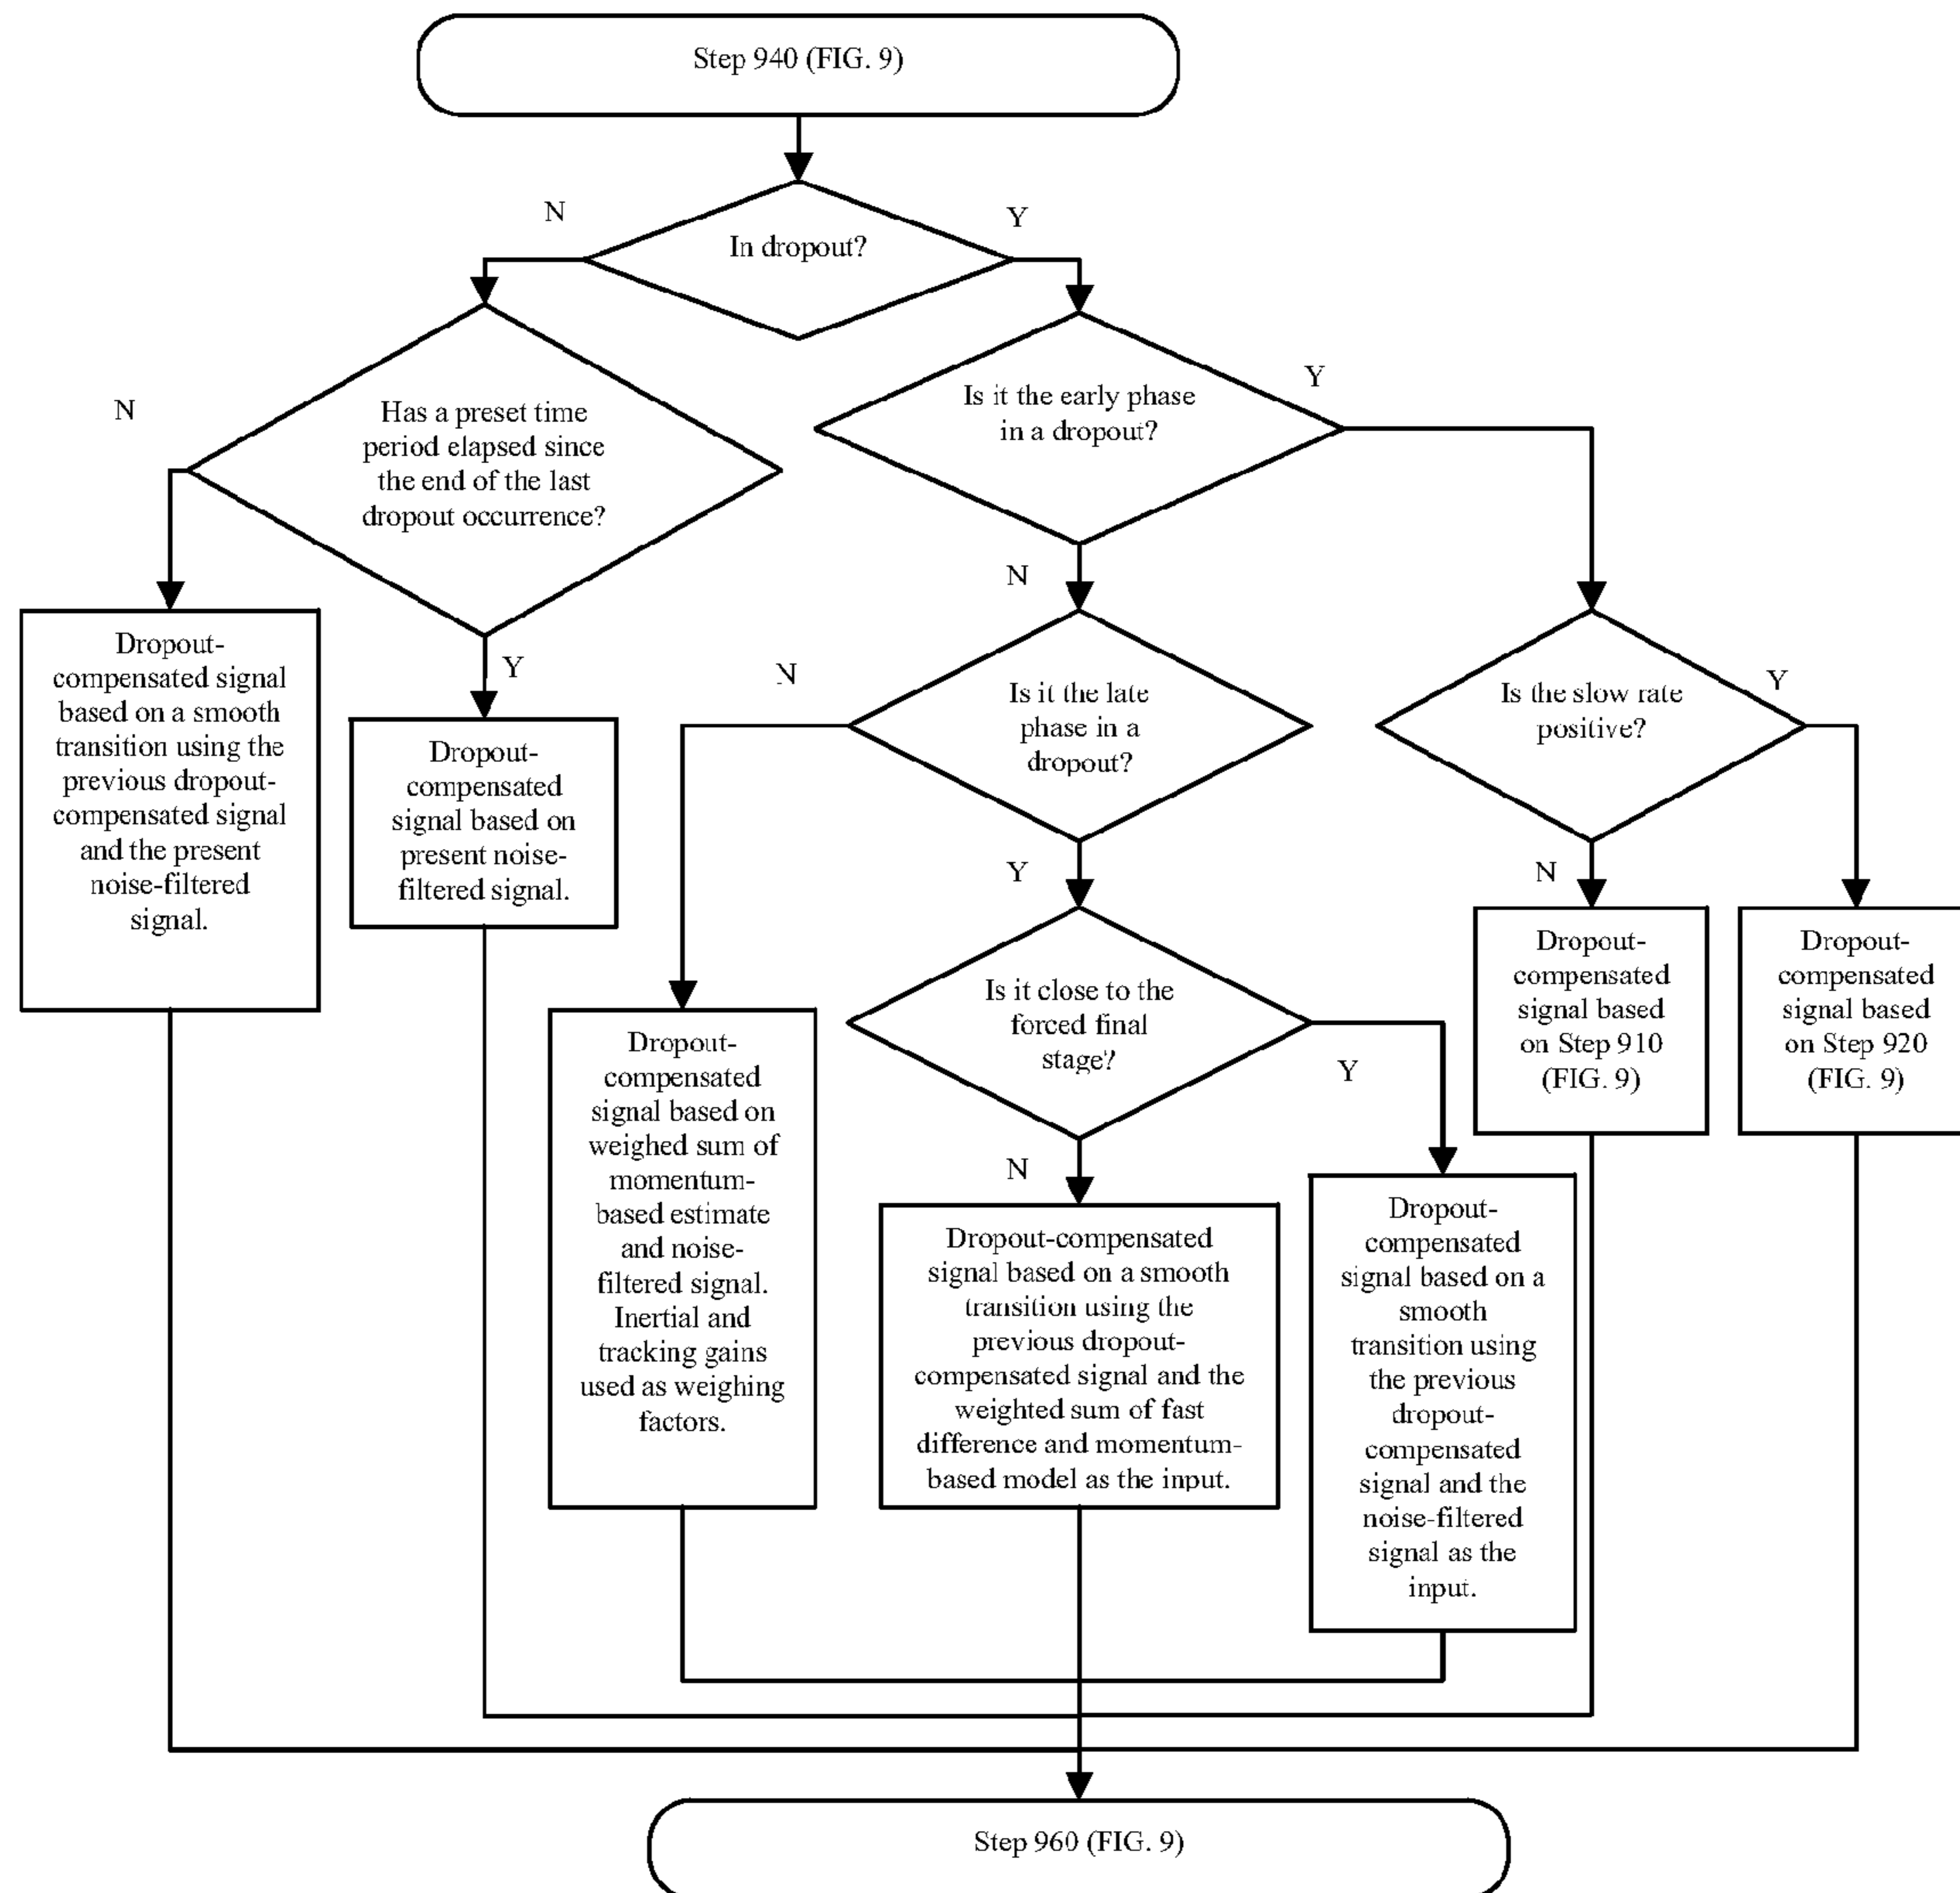 Step 940 (FIG. 9)
N
Y
In dropout?
N
Has a preset time
period elapsed since
the end of the last
dropout occurrence?
Y
Is it the early phase
in a dropout?
Y
N
Dropout-
compensated signal
based on a smooth
transition using the
previous dropout-
compensated signal
and the present
noise-filtered
signal.
Dropout-
compensated
signal based on
present noise-
filtered signal.
N
Is it the late
phase in a
dropout?
Y
Is the slow rate
positive?
Y
N
Dropout-
compensated
signal based on
weighed sum of
momentum-
based estimate
and noise-
filtered signal.
Inertial and
tracking gains
used as weighing
factors.
Is it close to the
forced final
stage?
Y
N
Dropout-
compensated
signal based
on Step 910
(FIG. 9)
Dropout-
compensated
signal based
on Step 920
(FIG. 9)
Dropout-compensated
signal based on a smooth
transition using the
previous dropout-
compensated signal and the
weighted sum of fast
difference and momentum-
based model as the input.
Dropout-
compensated
signal based on a
smooth
transition using
the previous
dropout-
compensated
signal and the
noise-filtered
signal as the
input.
Step 960 (FIG. 9)